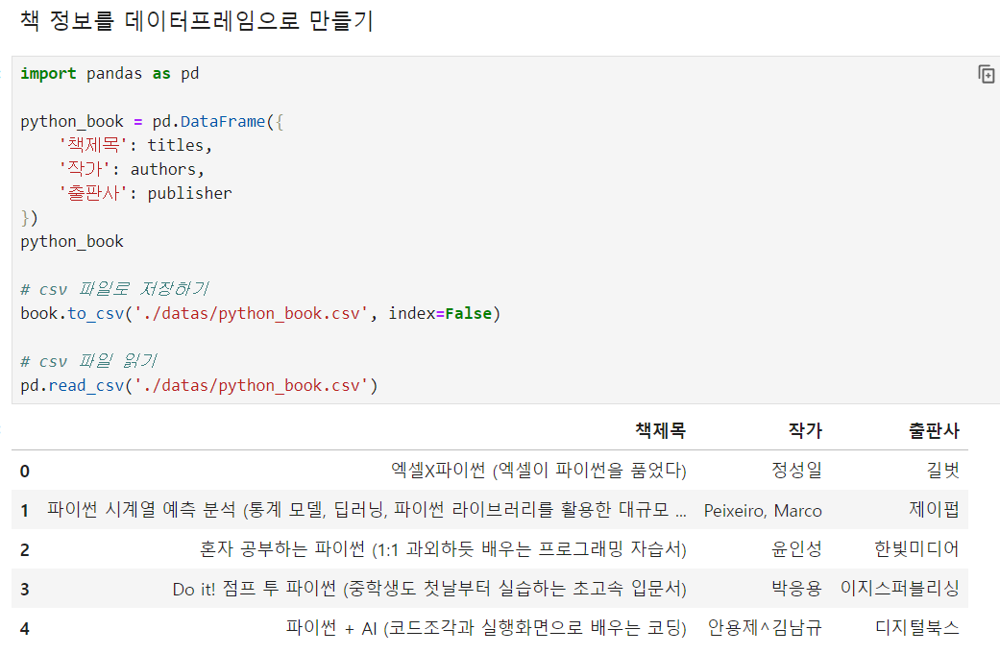 책 정보를 데이터프레임으로 만들기
import pandas as pd
python_book = pd.DataFrame({
'책제목': titles,
'작가': authors,
'출판사': publisher
})
python_book
# csv 파일로 저장하기
book.to_csv('./datas/python_book.csv', index=False)
# csv 파일 읽기
pd.read_csv('./datas/python_book.csv')
책제목 작가 출판사
0 엑셀X파이썬 (엑셀이 파이썬을 품었다) 정성일 길벗
1 파이썬 시계열 예측 분석 (통계 모델, 딥러닝, 파이썬 라이브러리를 활용한 대규모 ... Peixeiro, Marco 제이펍
2 혼자 공부하는 파이썬 (1:1 과외하듯 배우는 프로그래밍 자습서) 윤인성 한빛미디어
3 Do it! 점프 투 파이썬 (중학생도 첫날부터 실습하는 초고속 입문서) 박응용 이지스퍼블리싱
4 파이썬 + AI (코드조각과 실행화면으로 배우는 코딩) 안용제^김남규 디지털북스